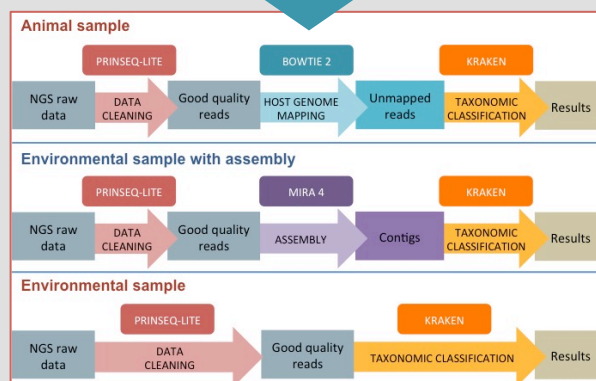 Animal sample
PRINSEQ-LITE
BOWTIE 2
KRAKEN
NGS raw
data
DATA
CLEANING
Good quality
reads
HOST GENOME
MAPPING
Unmapped
reads
TAXONOMIC
CLASSIFICATION
Results
Environmental sample with assembly
PRINSEQ-LITE
MIRA 4
KRAKEN
NGS raw
data
DATA
CLEANING
Good quality
reads
ASSEMBLY
Contigs
TAXONOMIC
CLASSIFICATION
Results
Environmental sample
PRINSEQ-LITE
KRAKEN
NGS raw
data
DATA
CLEANING
Good quality
reads
TAXONOMIC CLASSIFICATION
Results